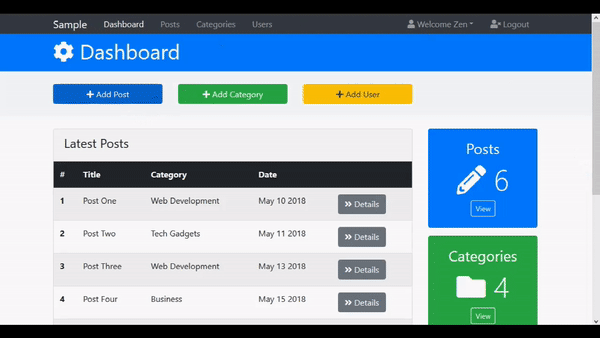 Sample Dashboard Posts Categories Users Welcome Zen Logout
Dashboard
Add Post Add Category Add User
Latest Posts
# Title Category Date
1 Post One Web Development May 10 2018 Details
2 Post Two Tech Gadgets May 11 2018 Details
3 Post Three Web Development May 13 2018 Details
4 Post Four Business May 15 2018 Details
Posts
6
View
Categories
4
View